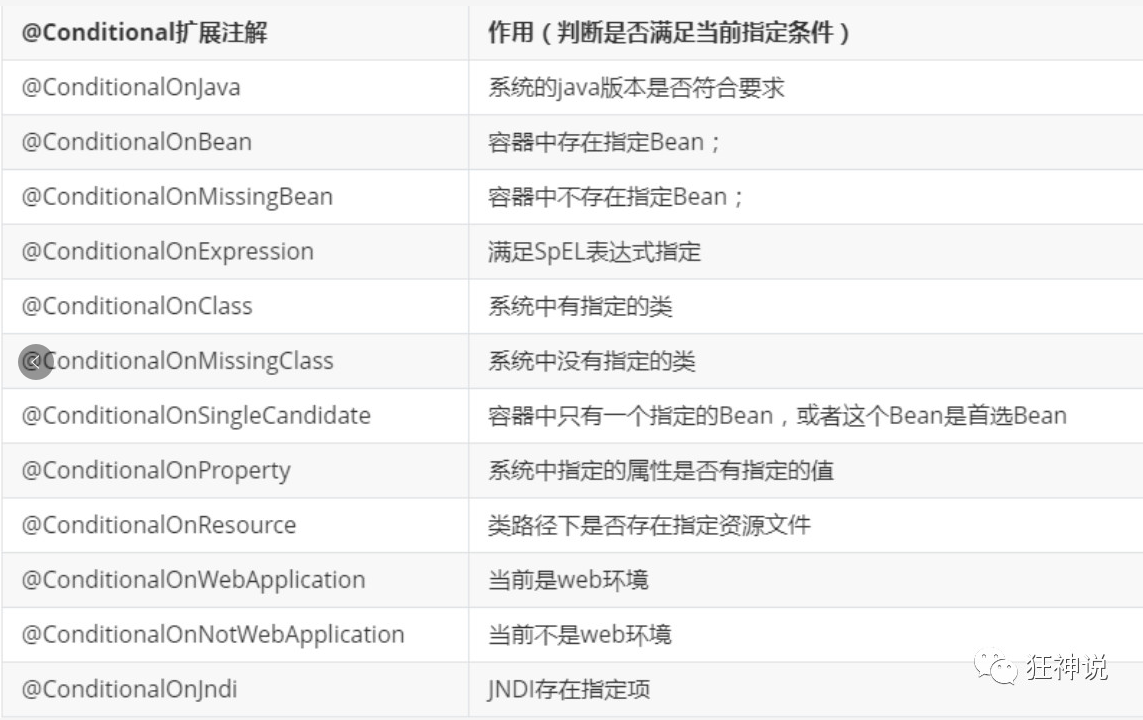 @Conditional扩展注解 作用（判断是否满足当前指定条件）
@ConditionalOnJava 系统的java版本是否符合要求
@ConditionalOnBean 容器中存在指定Bean；
@ConditionalOnMissingBean 容器中不存在指定Bean；
@ConditionalOnExpression 满足SpEL表达式指定
@ConditionalOnClass 系统中有指定的类
@ConditionalOnMissingClass 系统中没有指定的类
@ConditionalOnSingleCandidate 容器中只有一个指定的Bean，或者这个Bean是首选Bean
@ConditionalOnProperty 系统中指定的属性是否有指定的值
@ConditionalOnResource 类路径下是否存在指定资源文件
@ConditionalOnWebApplication 当前是web环境
@ConditionalOnNotWebApplication 当前不是web环境
@ConditionalOnJndi JNDI存在指定项
狂神说